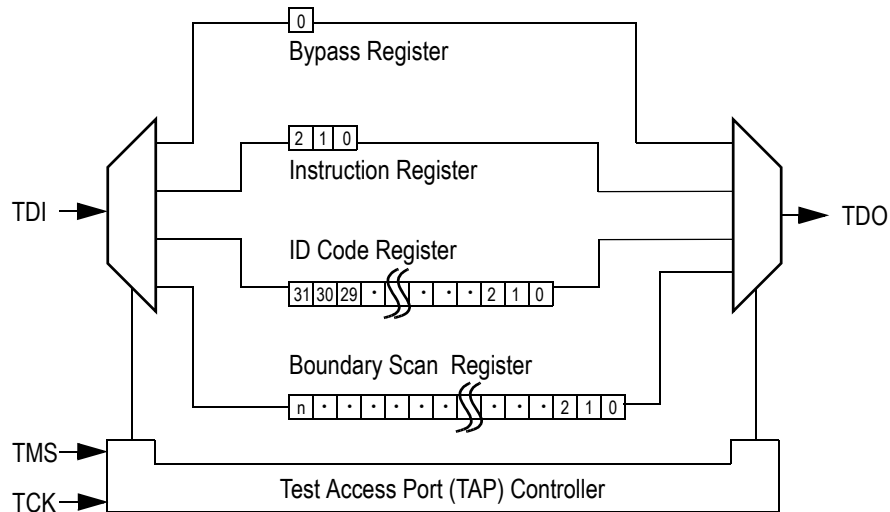 0
Bypass Register
2 1 0
Instruction Register
TDI
TDO
ID Code Register
31 30 29 · · · · 2 1 0
Boundary Scan Register
n · · · · · · · · · 2 1 0
TMS
TCK
Test Access Port (TAP) Controller